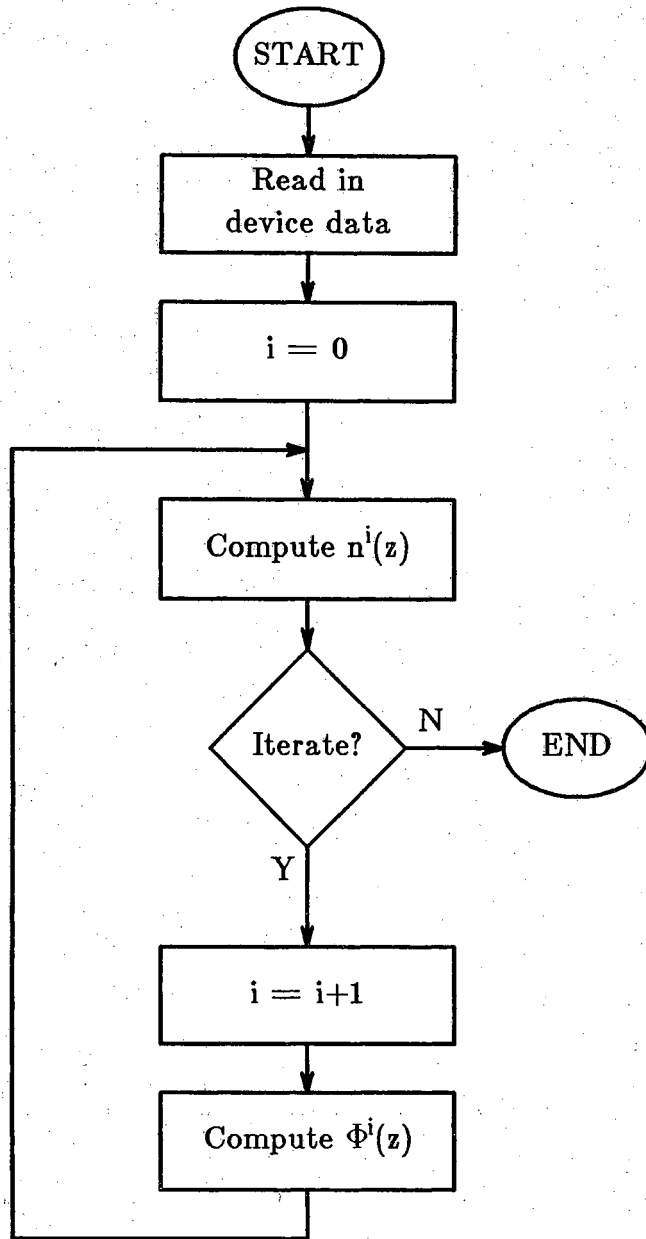 START
Read in
device data
i = 0
Compute nⁱ(z)
Iterate?
N
END
Y
i = i+1
Compute Φⁱ(z)